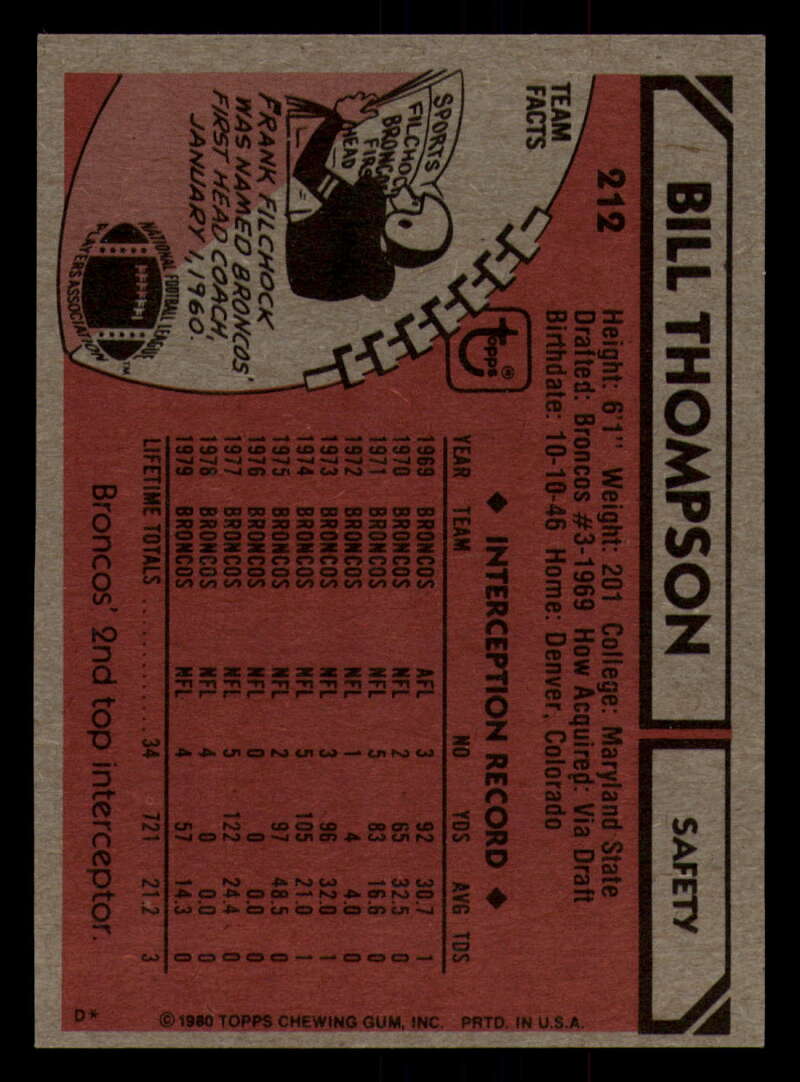 BILL THOMPSON
SAFETY
212
Height: 6'1" Weight: 201 College: Maryland State
Drafted: Broncos #3-1969 How Acquired: Via Draft
Birthdate: 10-10-46 Home: Denver, Colorado
TEAM
FACTS
SPORTS
FILCHOCK
BRONCOS
FIRS
HEAD
FRANK FILCHOCK
WAS NAMED BRONCOS'
FIRST HEAD COACH,
JANUARY 1, 1960.
NATIONAL FOOTBALL LEAGUE
PLAYERS ASSOCIATION™
topps®
◆ INTERCEPTION RECORD ◆
YEAR TEAM NO YDS AVG TDS
1969 BRONCOS AFL 3 92 30.7 1
1970 BRONCOS NFL 2 65 32.5 0
1971 BRONCOS NFL 5 83 16.6 0
1972 BRONCOS NFL 1 4 4.0 0
1973 BRONCOS NFL 3 96 32.0 1
1974 BRONCOS NFL 5 105 21.0 1
1975 BRONCOS NFL 2 97 48.5 0
1976 BRONCOS NFL 0 0 0.0 0
1977 BRONCOS NFL 5 122 24.4 0
1978 BRONCOS NFL 4 0 0.0 0
1979 BRONCOS NFL 4 57 14.3 0
LIFETIME TOTALS .......... 34 721 21.2 3
Broncos' 2nd top interceptor.
D*
© 1980 TOPPS CHEWING GUM, INC. PRTD. IN U.S.A.